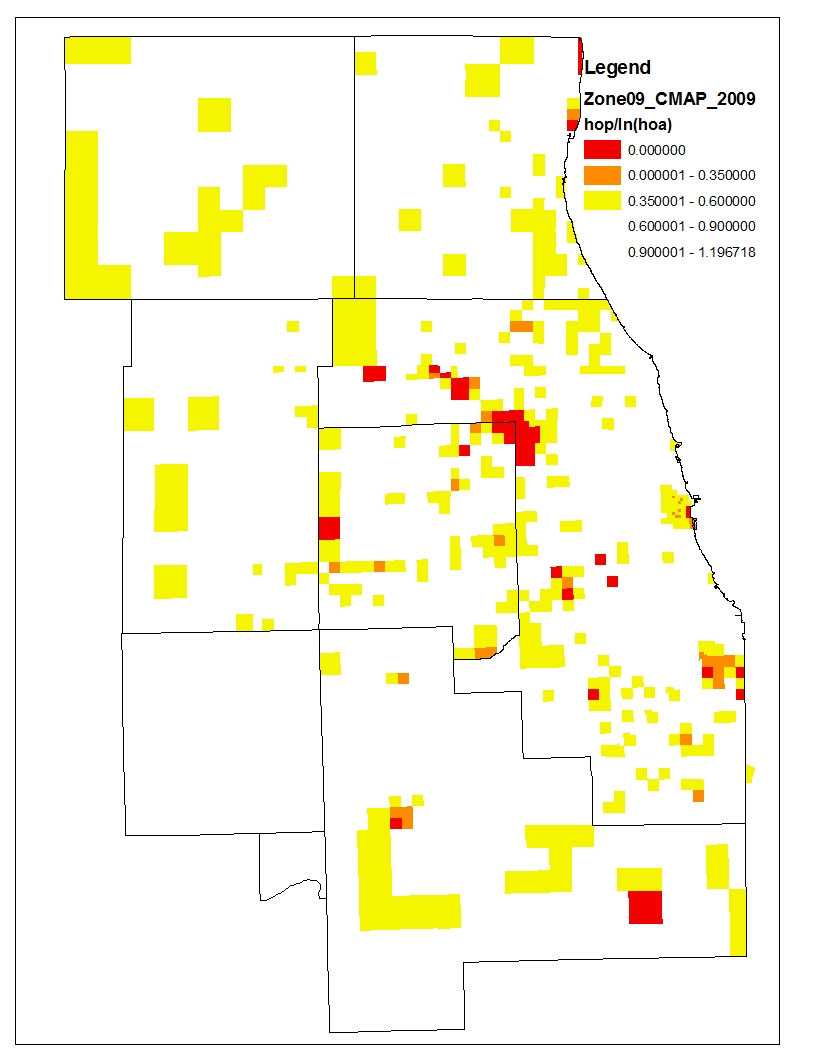 Legend
Zone09_CMAP_2009
hop/ln(hoa)
0.000000
0.000001 - 0.350000
0.350001 - 0.600000
0.600001 - 0.900000
0.900001 - 1.196718